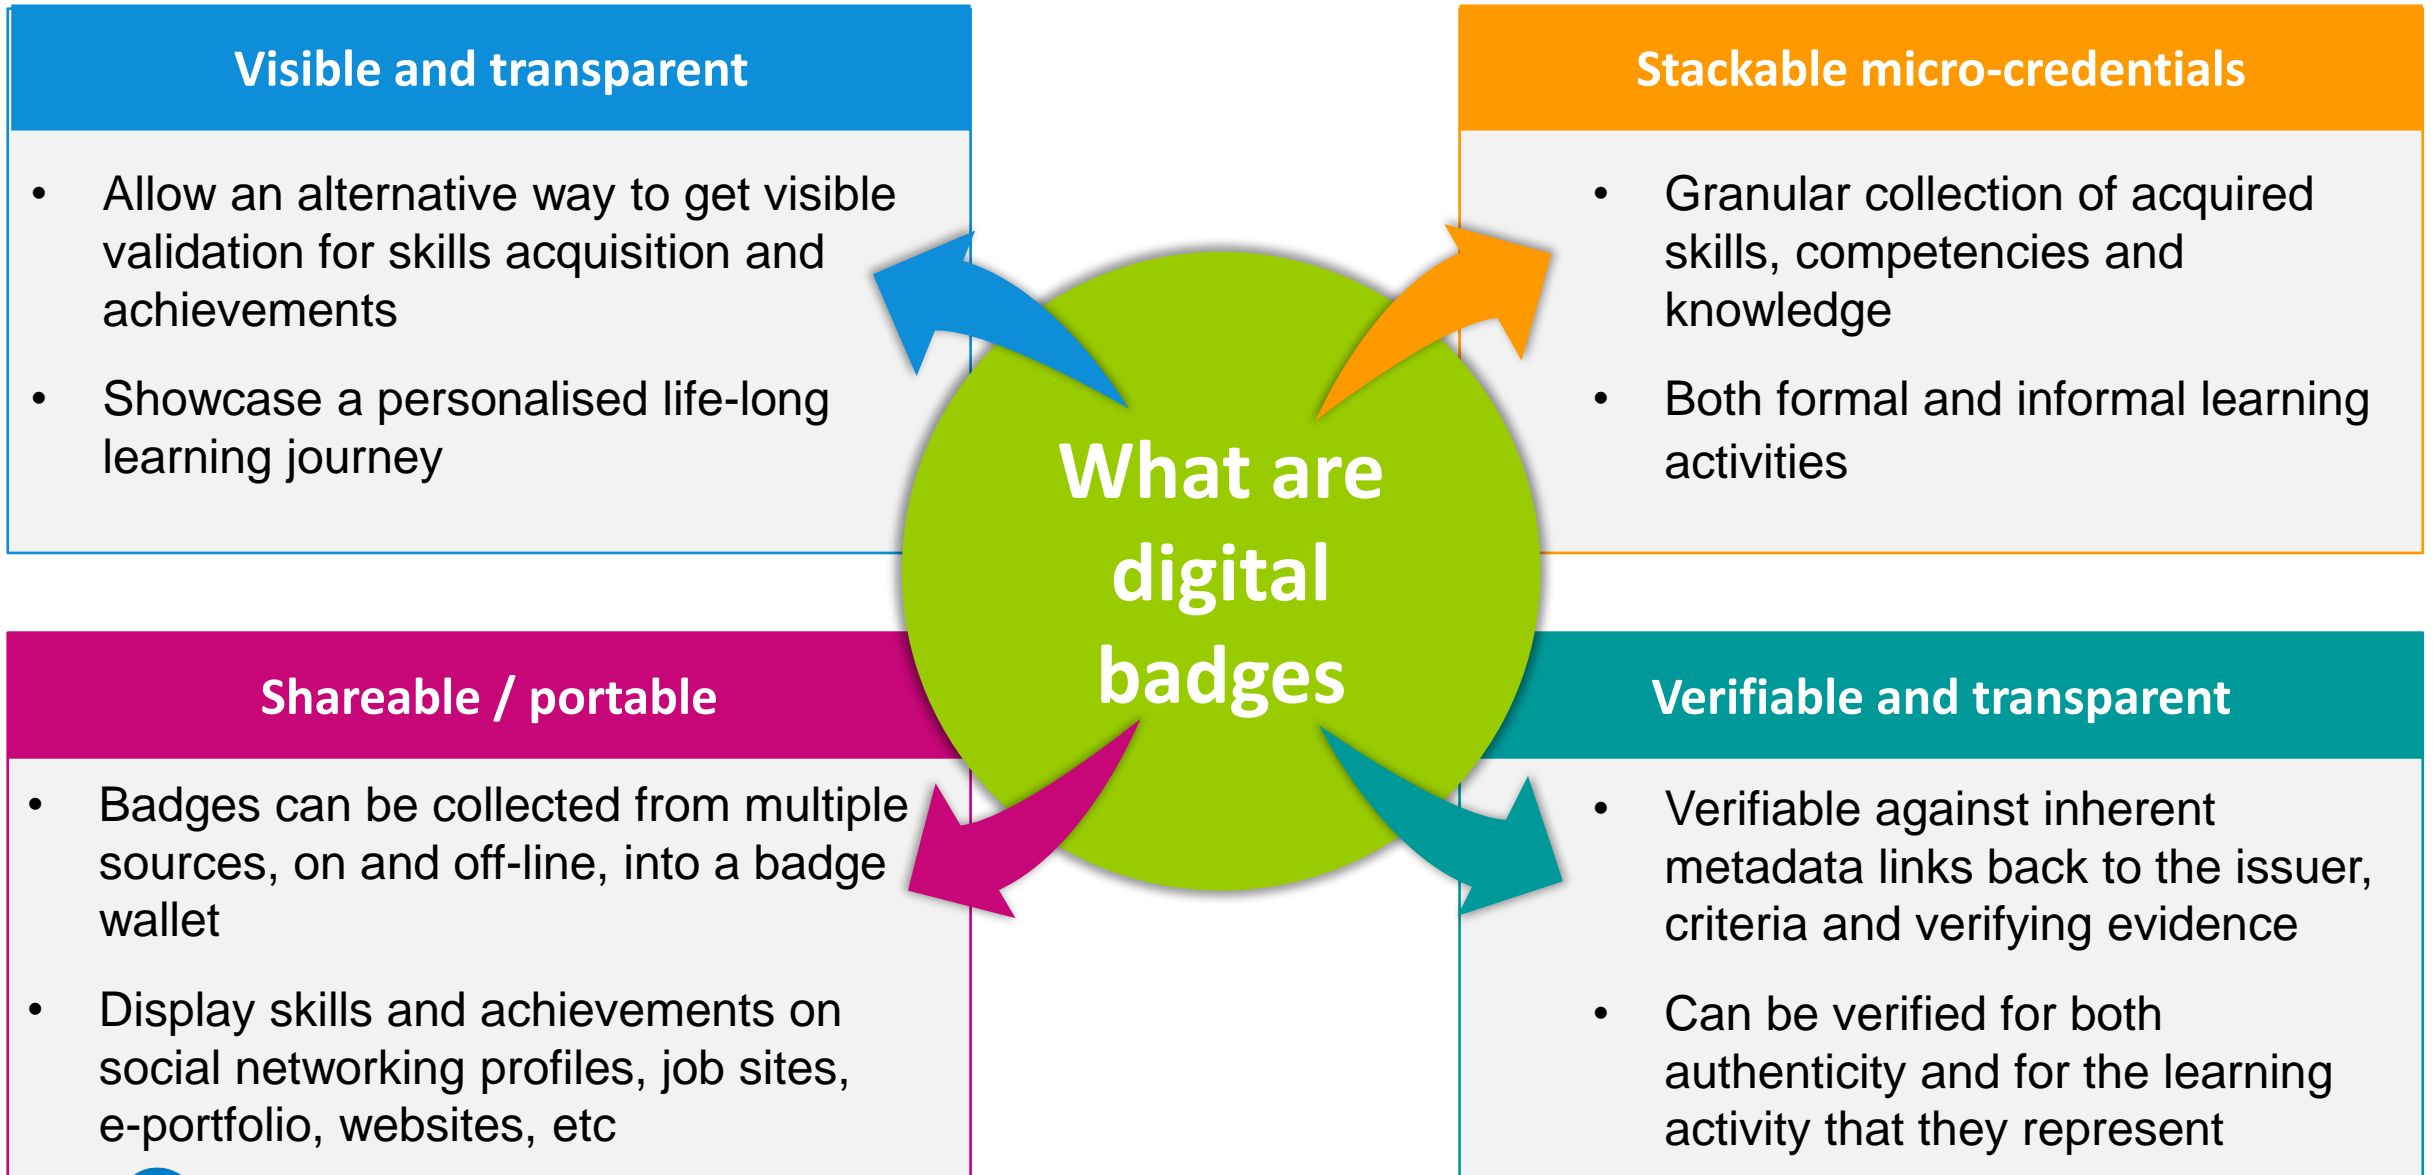 Visible and transparent
• Allow an alternative way to get visible
validation for skills acquisition and
achievements
• Showcase a personalised life-long
learning journey
Stackable micro-credentials
• Granular collection of acquired
skills, competencies and
knowledge
• Both formal and informal learning
activities
What are
digital
badges
Shareable / portable
• Badges can be collected from multiple
sources, on and off-line, into a badge
wallet
• Display skills and achievements on
social networking profiles, job sites,
e-portfolio, websites, etc
Verifiable and transparent
• Verifiable against inherent
metadata links back to the issuer,
criteria and verifying evidence
• Can be verified for both
authenticity and for the learning
activity that they represent